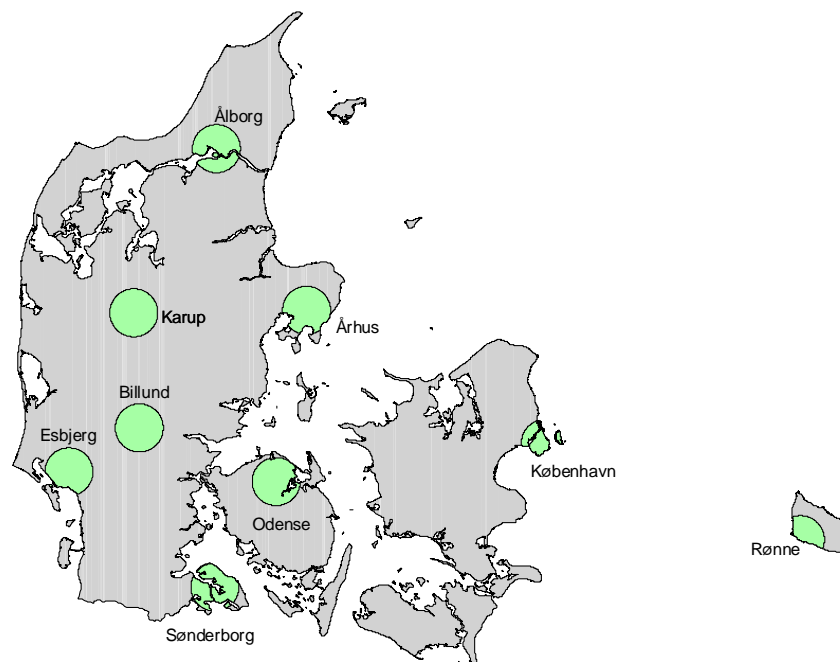 Ålborg
Karup
Århus
Billund
Esbjerg
København
Odense
Rønne
Sønderborg